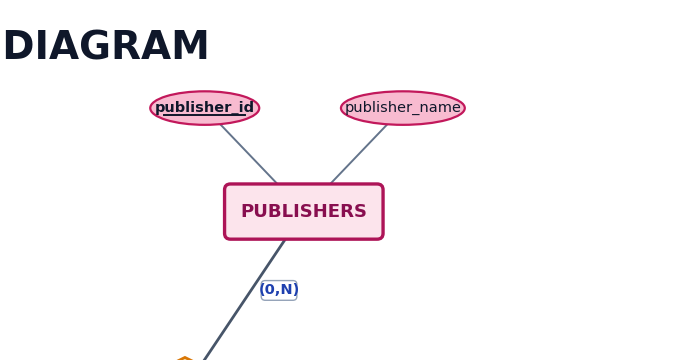 DIAGRAM
publisher_id
publisher_name
PUBLISHERS
(0,N)